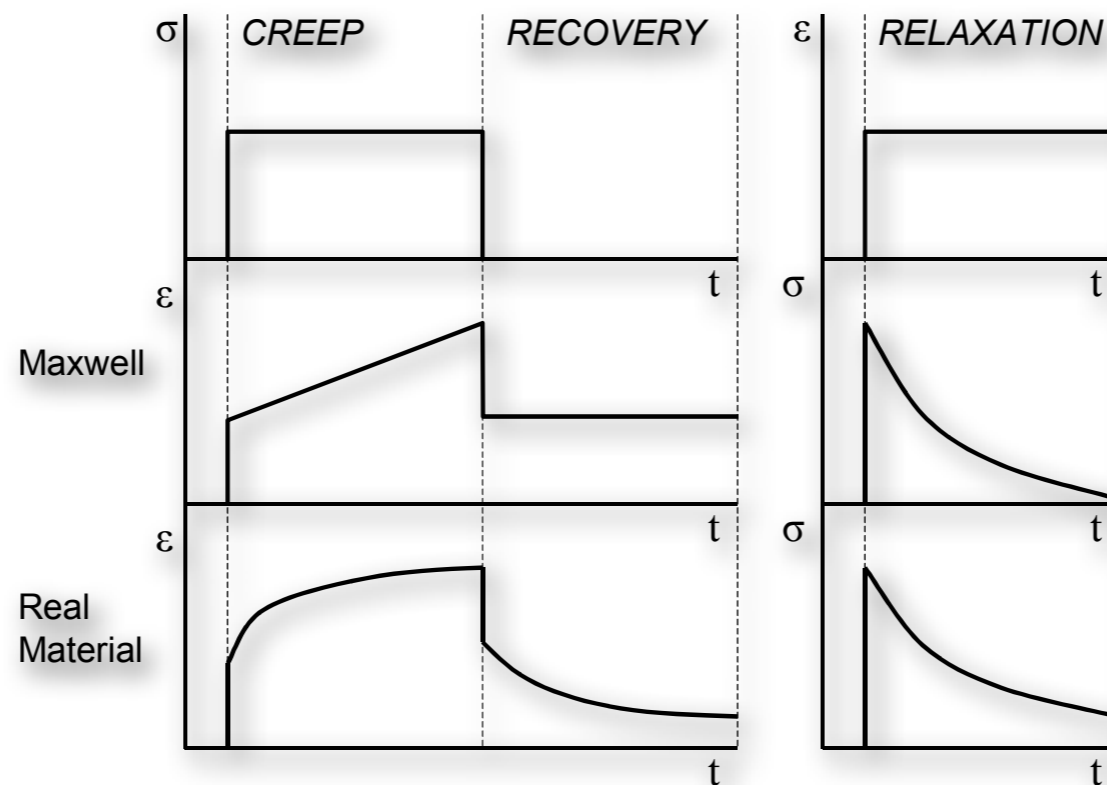 σ CREEP RECOVERY ε RELAXATION
t t
ε σ
Maxwell
t t
ε σ
Real
Material
t t